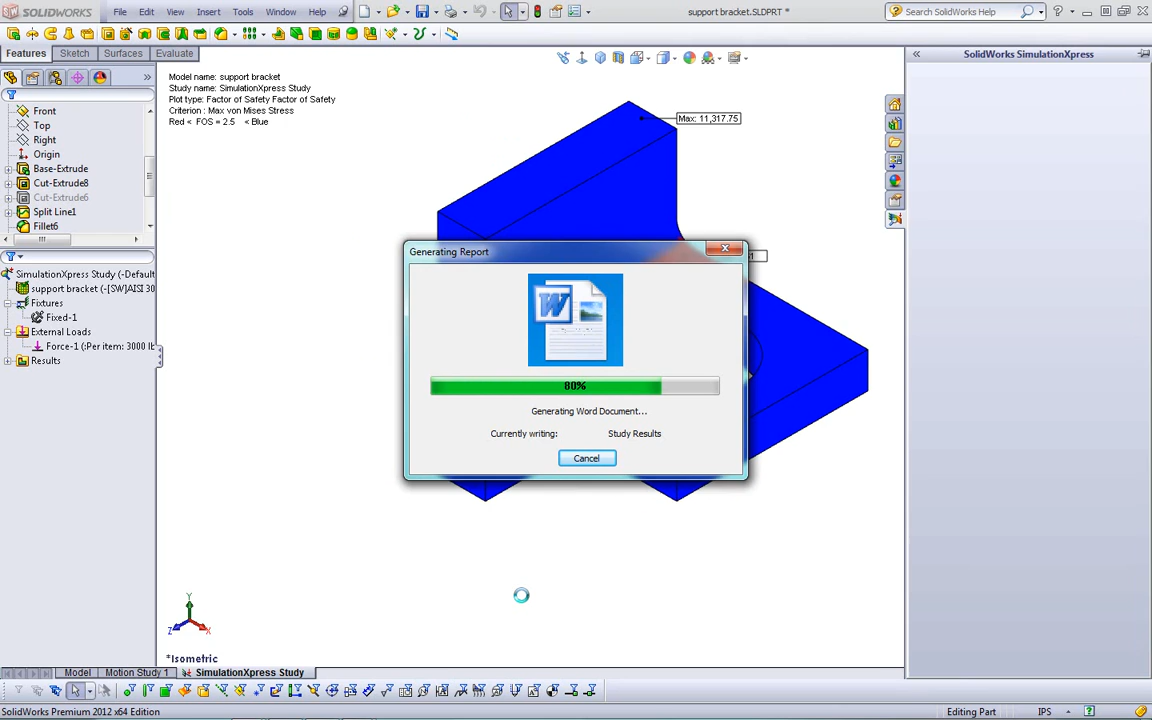 SOLIDWORKS File Edit View Insert Tools Window Help support bracket.SLDPRT * Search SolidWorks Help
Features Sketch Surfaces Evaluate
SolidWorks SimulationXpress
Model name: support bracket
Study name: SimulationXpress Study
Plot type: Factor of Safety Factor of Safety
Criterion : Max von Mises Stress
Red < FOS = 2.5 < Blue
Max: 11,317.75
Front
Top
Right
Origin
Base-Extrude
Cut-Extrude8
Cut-Extrude6
Split Line1
Fillet6
SimulationXpress Study (-Default
support bracket (-[SW]AISI 30
Fixtures
Fixed-1
External Loads
Force-1 (:Per item: 3000 lb
Results
Generating Report
W
80%
Generating Word Document...
Currently writing: Study Results
Cancel
Y
Z
X
*Isometric
Model Motion Study 1 SimulationXpress Study
SolidWorks Premium 2012 x64 Edition Editing Part IPS